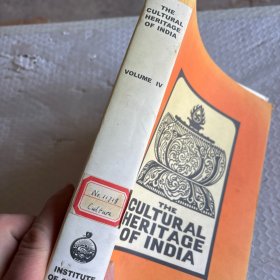 THE
CULTURAL
HERITAGE
OF INDIA
VOLUME IV
Culture
INSTITUTE
THE
CULTURAL
HERITAGE
OF INDIA